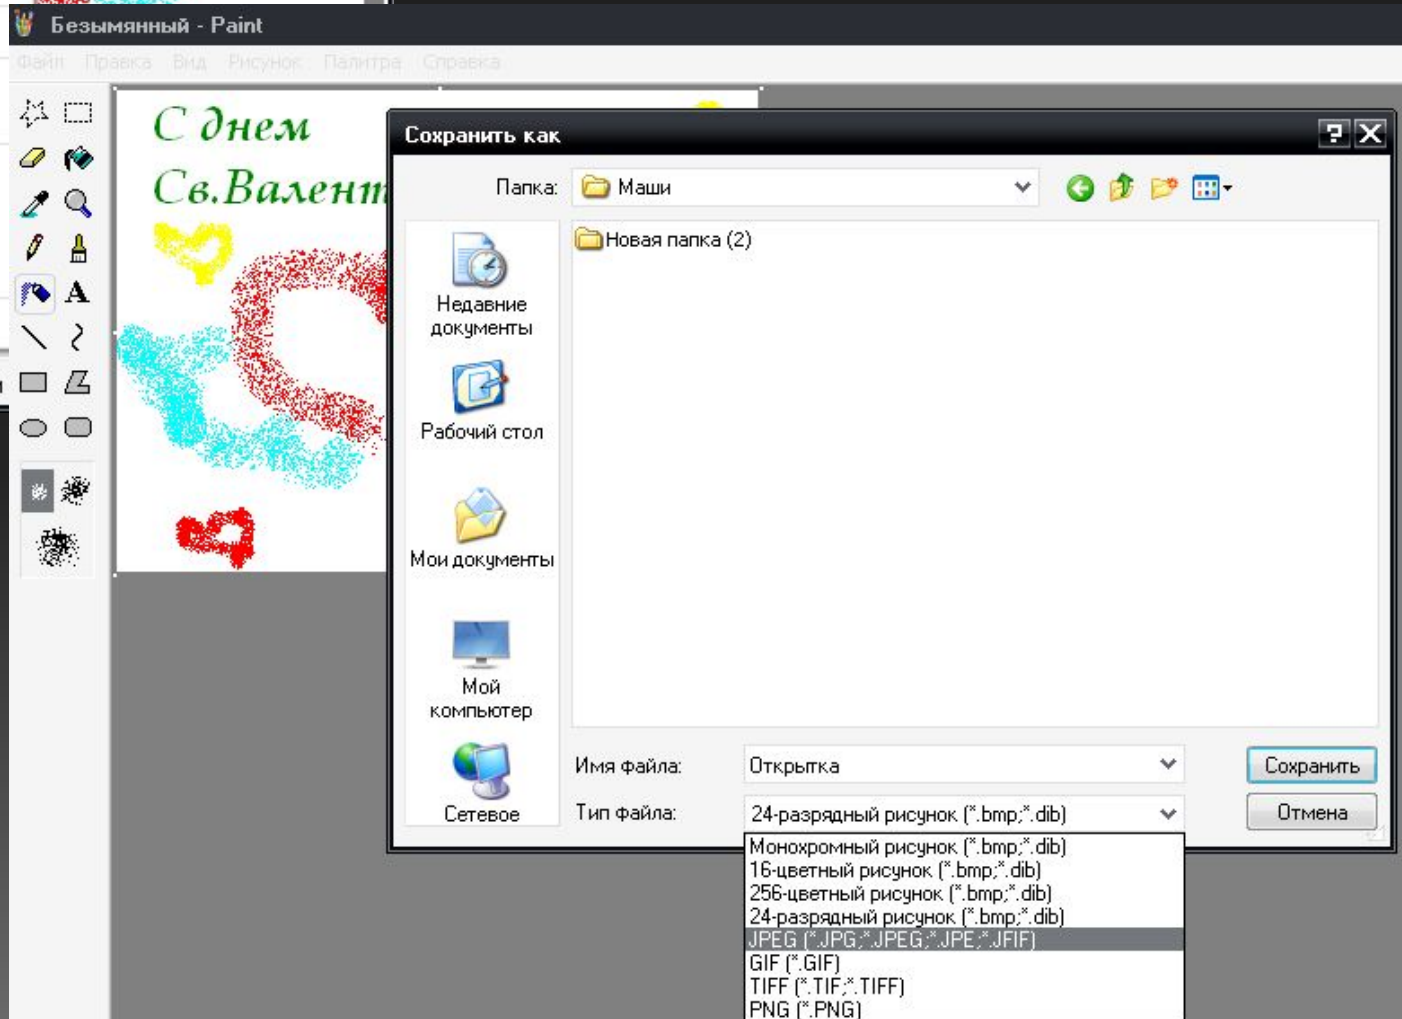 Безымянный - Paint
Файл Правка Вид Рисунок Палитра Справка
С днем
Св.Валент
A
Сохранить как
Папка: Маши
Новая папка (2)
Недавние
документы
Рабочий стол
Мои документы
Мой
компьютер
Сетевое
Имя файла: Открытка
Сохранить
Тип файла: 24-разрядный рисунок (*.bmp;*.dib)
Отмена
Монохромный рисунок (*.bmp;*.dib)
16-цветный рисунок (*.bmp;*.dib)
256-цветный рисунок (*.bmp;*.dib)
24-разрядный рисунок (*.bmp;*.dib)
JPEG (*.JPG;*.JPEG;*.JPE;*.JFIF)
GIF (*.GIF)
TIFF (*.TIF;*.TIFF)
PNG (*.PNG)